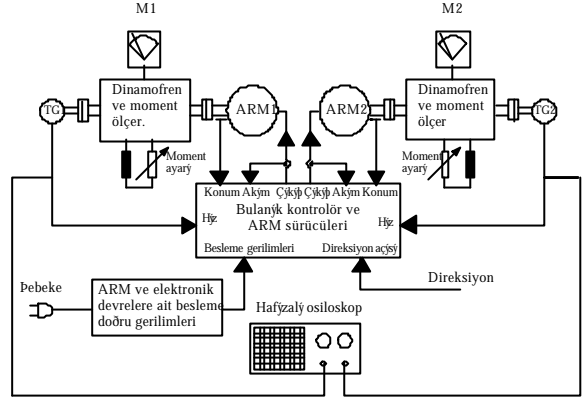 M1
M2
Dinamofren
ve moment
ölçer.
Dinamofren
ve moment
ölçer
TG
ARM1
ARM2
TG2
Moment
ayarý
Moment
ayarý
Konum Akým Çýkýþ Çýkýþ Akým Konum
Hýz
Bulanýk kontrolör ve
ARM sürücüleri
Hýz
Besleme gerilimleri
Direksiyon açýsý
Direksiyon
Þebeke
ARM ve elektronik
devrelere ait besleme
doðru gerilimleri
Hafýzalý osiloskop